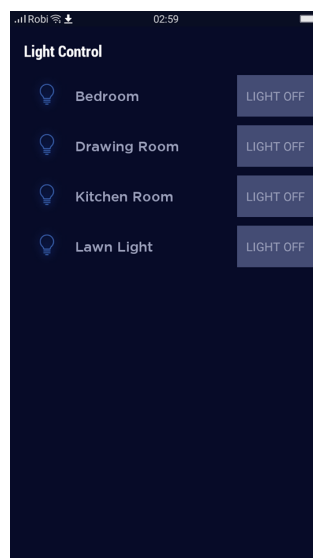 Robi 02:59
Light Control
Bedroom LIGHT OFF
Drawing Room LIGHT OFF
Kitchen Room LIGHT OFF
Lawn Light LIGHT OFF